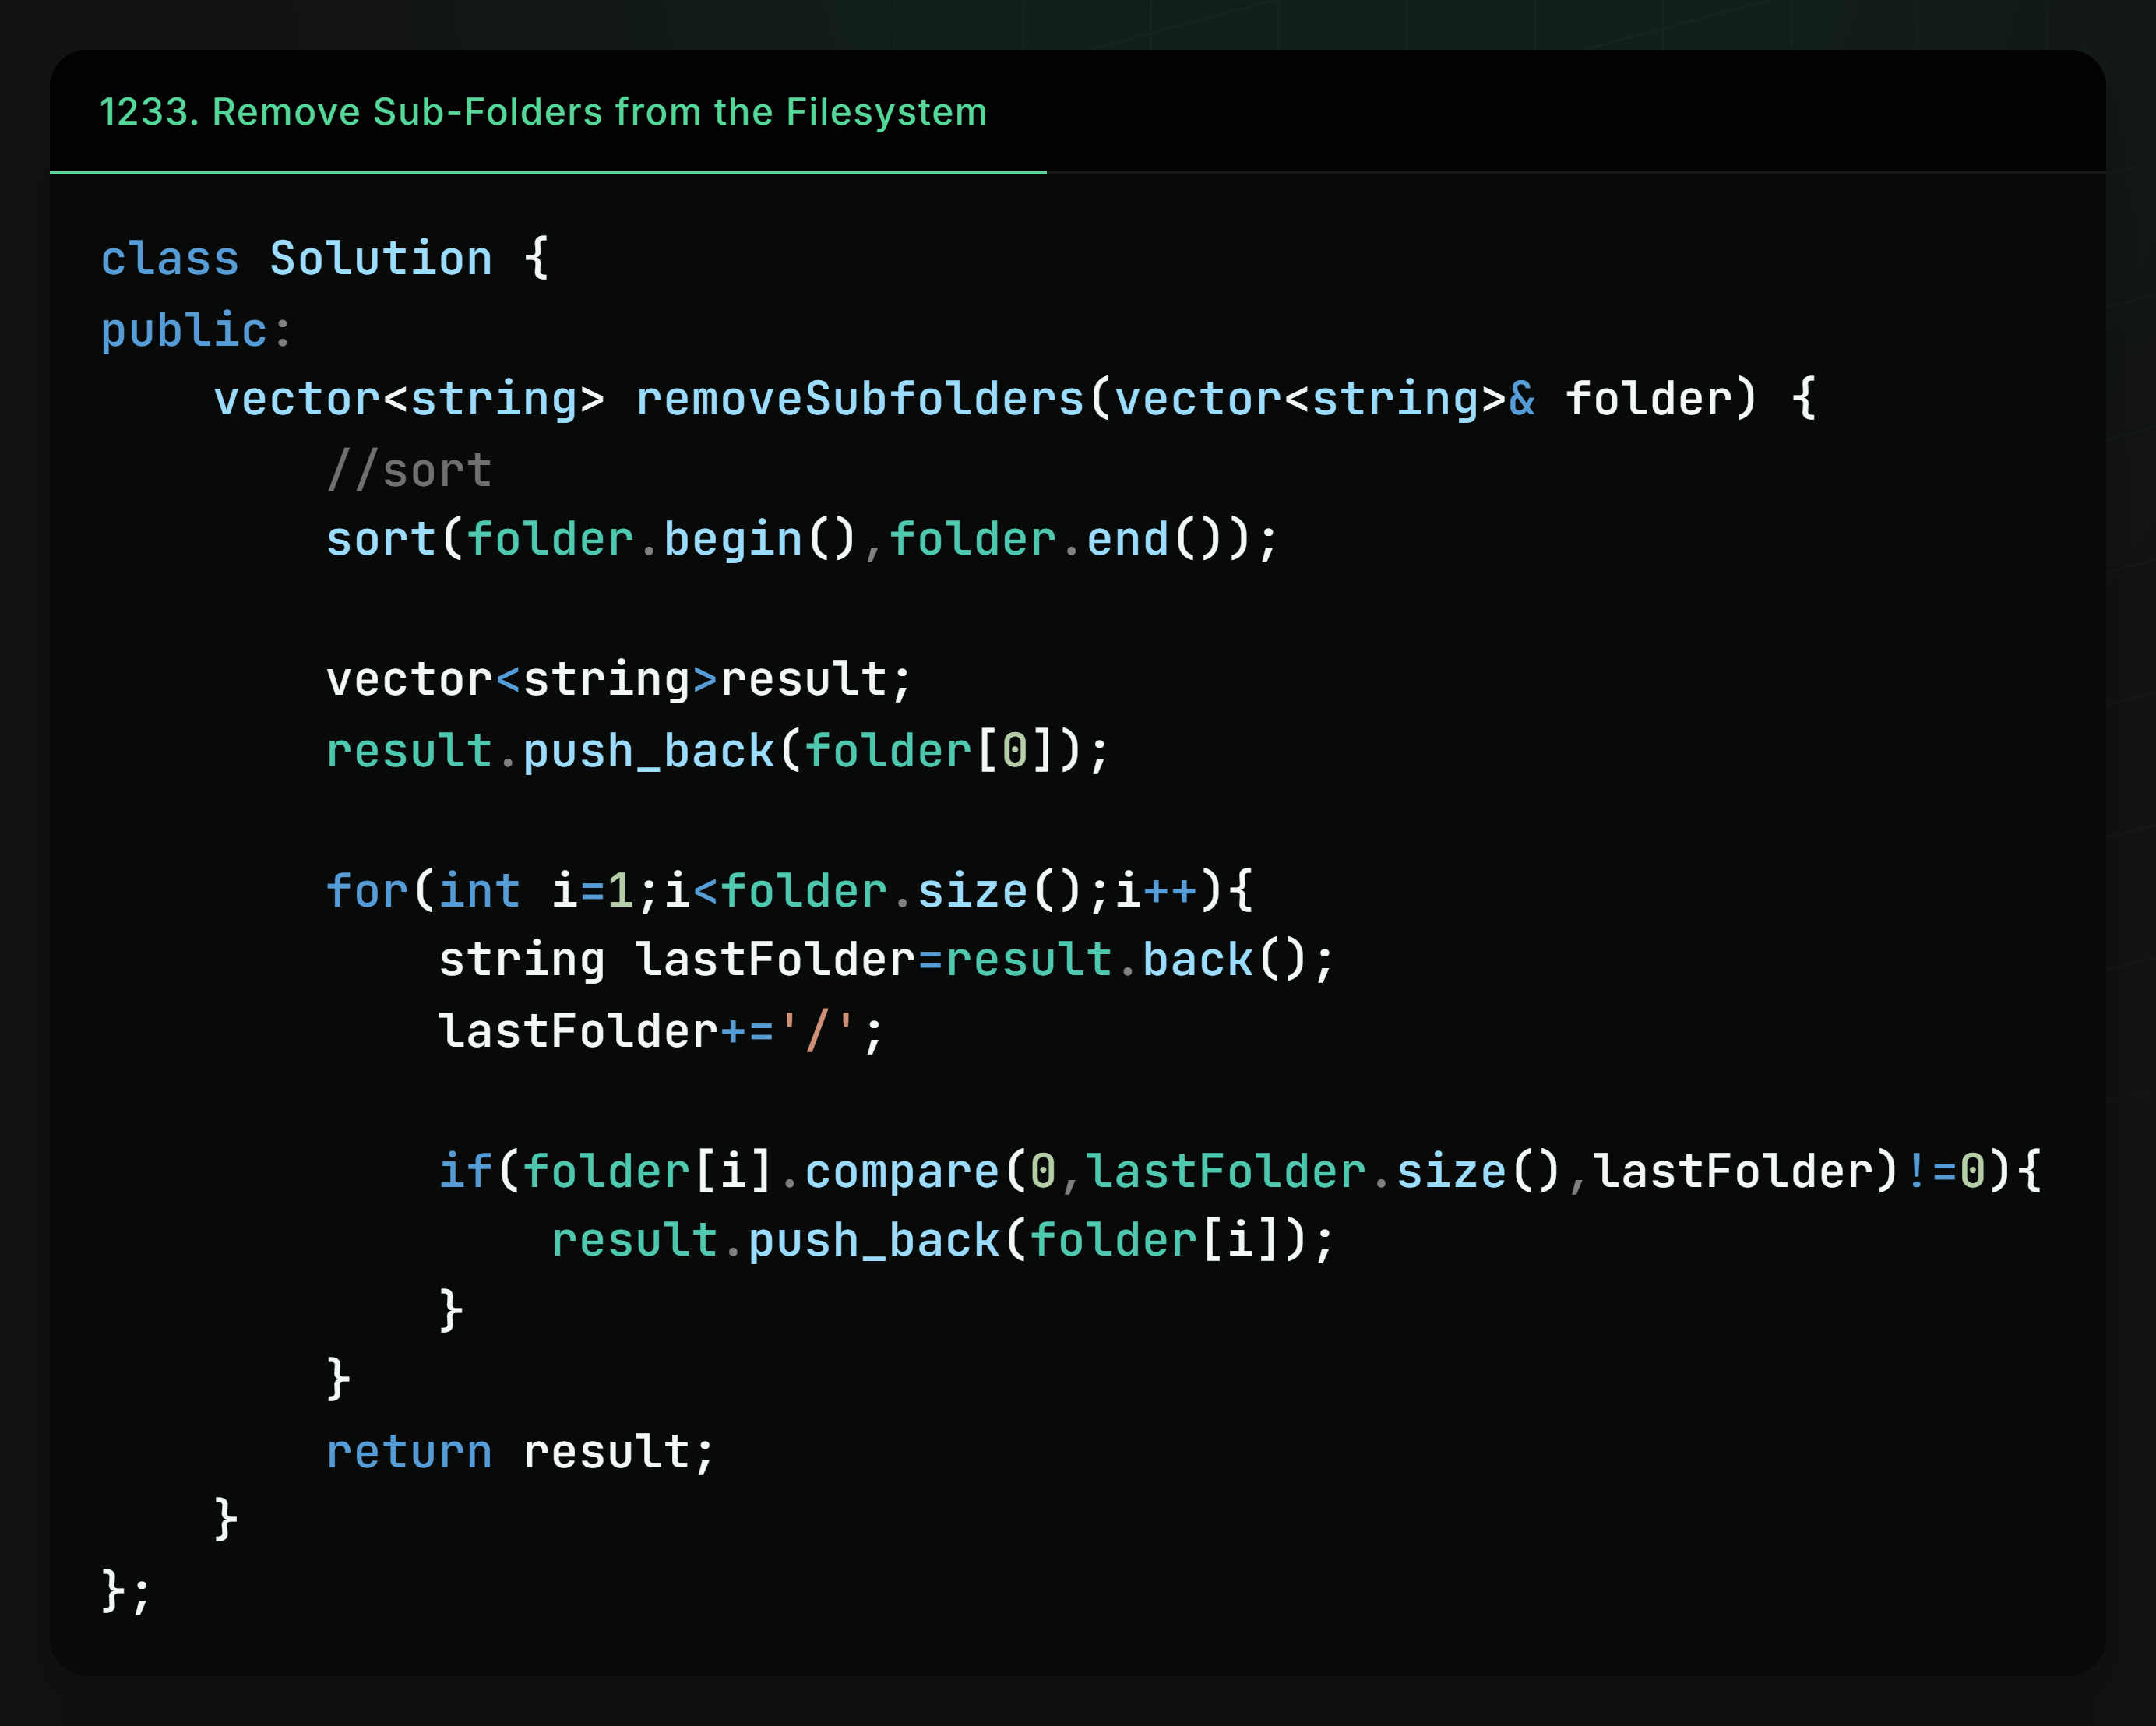 1233. Remove Sub-Folders from the Filesystem
class Solution {
public:
    vector<string> removeSubfolders(vector<string>& folder) {
        //sort
        sort(folder.begin(),folder.end());

        vector<string>result;
        result.push_back(folder[0]);

        for(int i=1;i<folder.size();i++){
            string lastFolder=result.back();
            lastFolder+='/';

            if(folder[i].compare(0,lastFolder.size(),lastFolder)!=0){
                result.push_back(folder[i]);
            }
        }
        return result;
    }
};